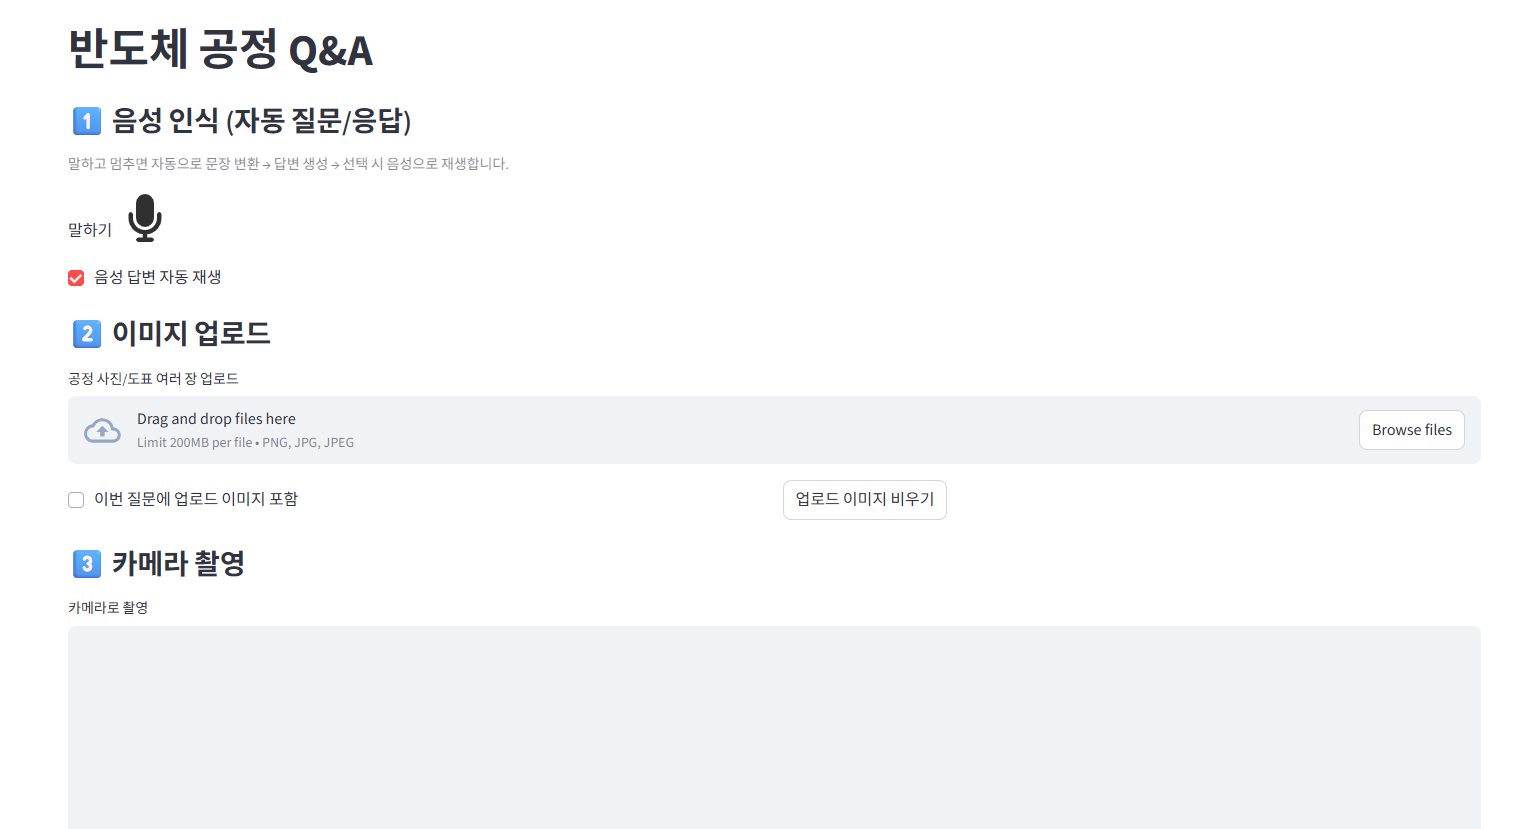 반도체 공정 Q&A
1 음성 인식 (자동 질문/응답)
말하고 멈추면 자동으로 문장 변환 → 답변 생성 → 선택 시 음성으로 재생합니다.
말하기
음성 답변 자동 재생
2 이미지 업로드
공정 사진/도표 여러 장 업로드
Drag and drop files here
Limit 200MB per file • PNG, JPG, JPEG
Browse files
이번 질문에 업로드 이미지 포함
업로드 이미지 비우기
3 카메라 촬영
카메라로 촬영